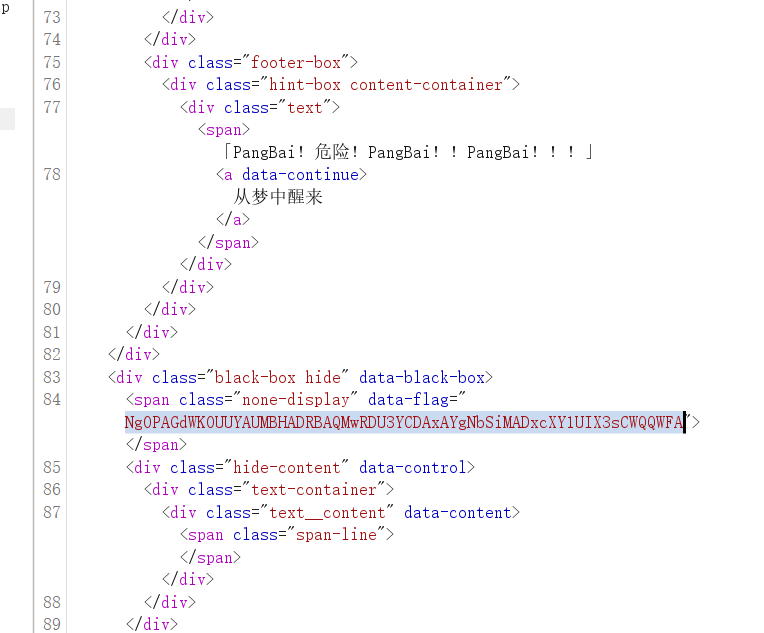 p
73 </div>
74 </div>
75 <div class="footer-box">
76 <div class="hint-box content-container">
77 <div class="text">
<span>
「PangBai！危险！PangBai！！PangBai！！！」
78 <a data-continue>
从梦中醒来
</a>
</span>
</div>
79 </div>
80 </div>
81 </div>
82 </div>
83 <div class="black-box hide" data-black-box>
84 <span class="none-display" data-flag="
NgOPAGdWKOUUYAUMBHADRBAQMwRDU3YCDAxAYgNbSiMADxcXY1UIX3sCWQQWFA">
</span>
85 <div class="hide-content" data-control>
86 <div class="text-container">
87 <div class="text__content" data-content>
<span class="span-line">
</span>
</div>
88 </div>
89 </div>